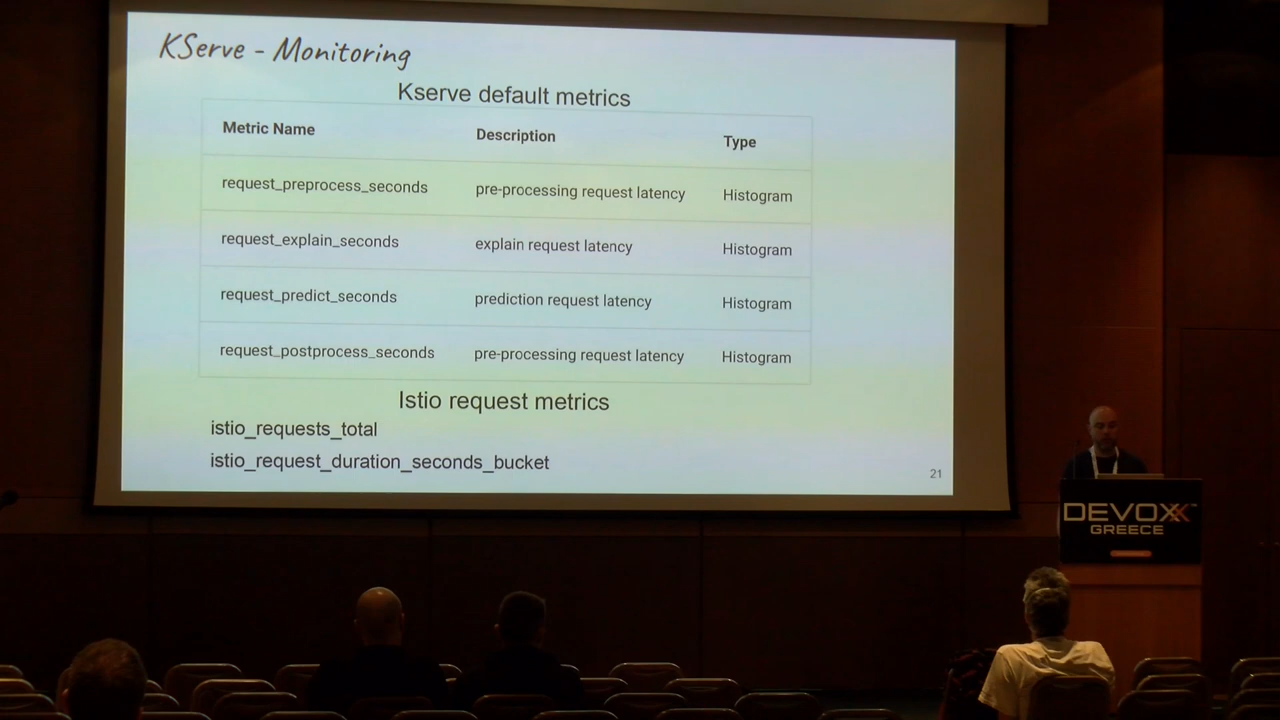 KServe - Monitoring
Kserve default metrics
Metric Name Description Type
request_preprocess_seconds pre-processing request latency Histogram
request_explain_seconds explain request latency Histogram
request_predict_seconds prediction request latency Histogram
request_postprocess_seconds pre-processing request latency Histogram
Istio request metrics
istio_requests_total
istio_request_duration_seconds_bucket
21
DEVOXX
GREECE